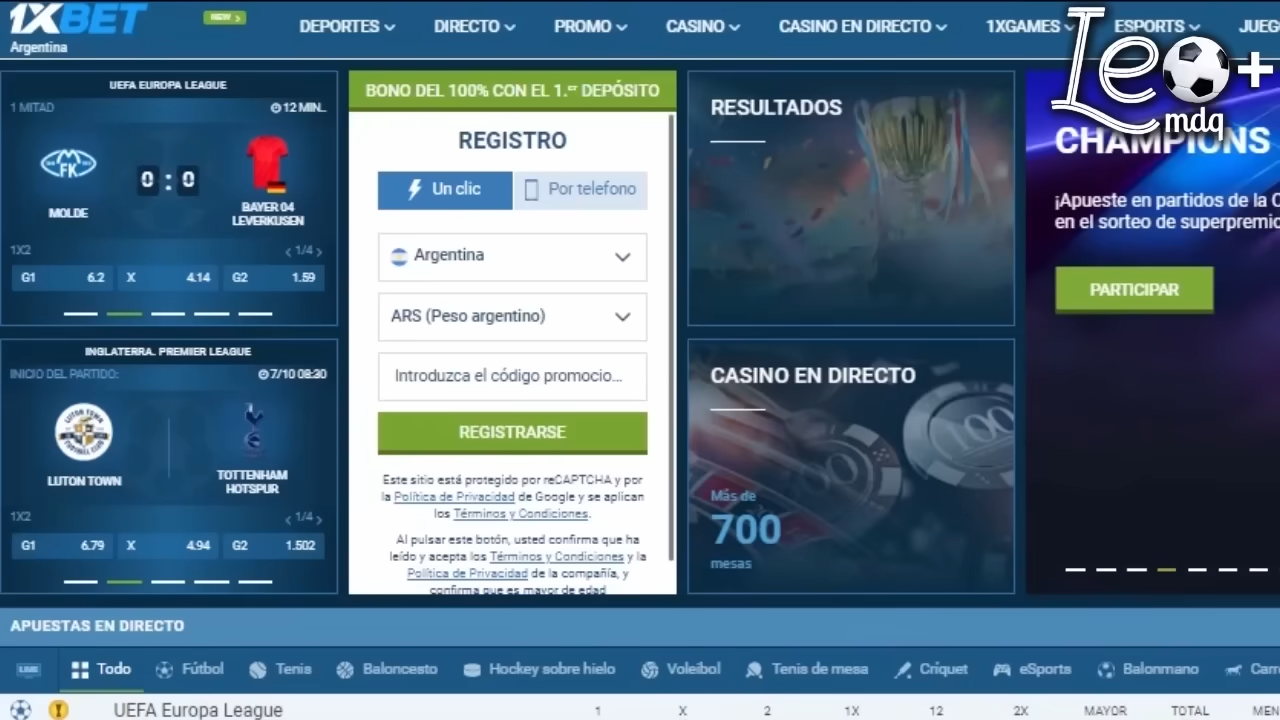 1XBET
NEW
Argentina
DEPORTES
DIRECTO
PROMO
CASINO
CASINO EN DIRECTO
1XGAMES
ESPORTS
JUEG
Leo+
mdq
UEFA EUROPA LEAGUE
1 MITAD
12 MIN.
FK
0 : 0
MOLDE
BAYER 04
LEVERKUSEN
1X2
1/4
G1 6.2 X 4.14 G2 1.59
INGLATERRA. PREMIER LEAGUE
INICIO DEL PARTIDO:
7/10 08:30
LUTON TOWN
TOTTENHAM
HOTSPUR
1X2
1/4
G1 6.79 X 4.94 G2 1.502
BONO DEL 100% CON EL 1.er DEPÓSITO
REGISTRO
Un clic
Por telefono
Argentina
ARS (Peso argentino)
Introduzca el código promocio...
REGISTRARSE
Este sitio está protegido por reCAPTCHA y por
la Política de Privacidad de Google y se aplican
los Términos y Condiciones.
Al pulsar este botón, usted confirma que ha
leído y acepta los Términos y Condiciones y la
Política de Privacidad de la compañía, y
confirma que es mayor de edad
RESULTADOS
CASINO EN DIRECTO
100
Más de
700
mesas
CHAMPIONS
¡Apueste en partidos de la C
en el sorteo de superpremio
PARTICIPAR
APUESTAS EN DIRECTO
LIVE
Todo
Fútbol
Tenis
Baloncesto
Hockey sobre hielo
Voleibol
Tenis de mesa
Críquet
eSports
Balonmano
Carr
UEFA Europa League
1 X 2 1X 12 2X MAYOR TOTAL MEN